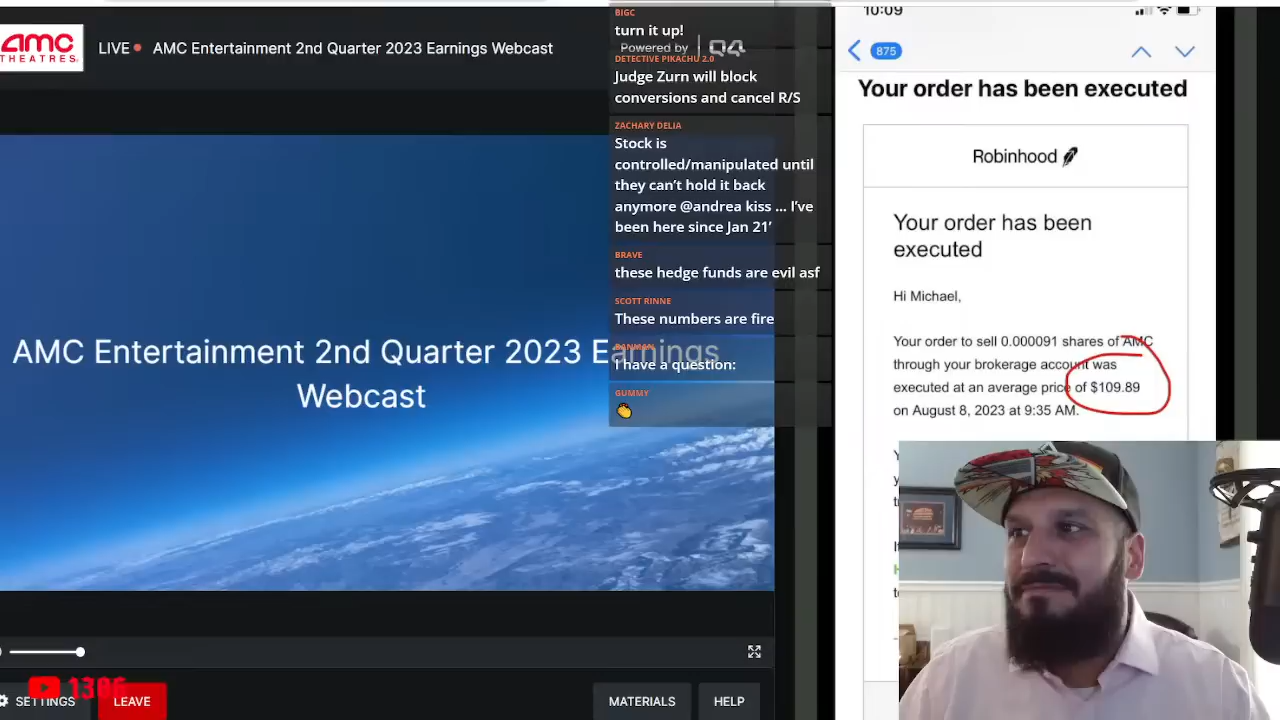 amc
THEATRES
LIVE
AMC Entertainment 2nd Quarter 2023 Earnings Webcast
AMC Entertainment 2nd Quarter 2023 Earnings
Webcast
SETTINGS
1306
LEAVE
MATERIALS
HELP
BIGC
turn it up!
Powered by
Q4
DETECTIVE PIKACHU 2.0
Judge Zurn will block
conversions and cancel R/S
ZACHARY DELIA
Stock is
controlled/manipulated until
they can't hold it back
anymore @andrea kiss ... I've
been here since Jan 21'
BRAVE
these hedge funds are evil asf
SCOTT RINNE
These numbers are fire
I have a question:
GUMMY
10:09
875
Your order has been executed
Robinhood
Your order has been
executed
Hi Michael,
Your order to sell 0.000091 shares of AMC
through your brokerage account was
executed at an average price of $109.89
on August 8, 2023 at 9:35 AM.